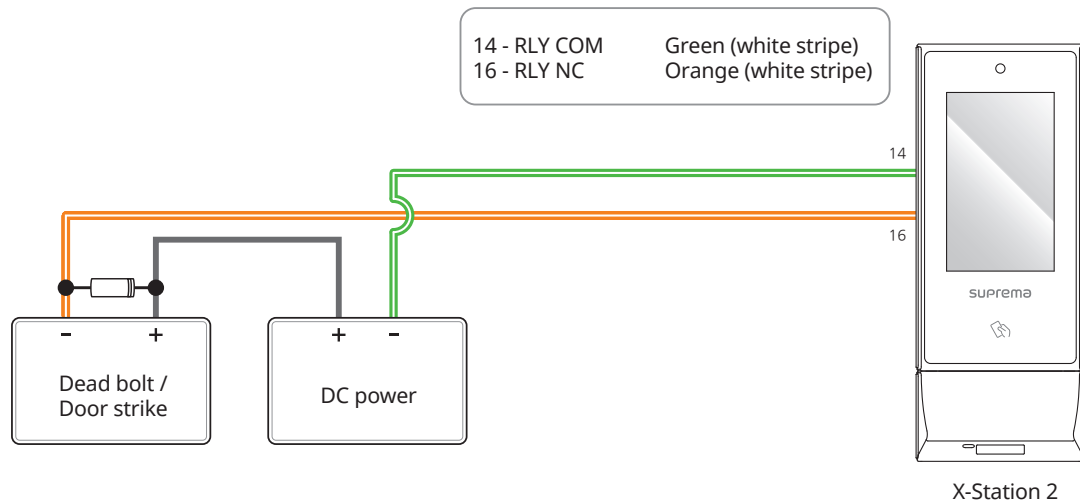 14 - RLY COM Green (white stripe)
16 - RLY NC Orange (white stripe)
14
16
suprema
- +
+ -
Dead bolt /
Door strike
DC power
X-Station 2